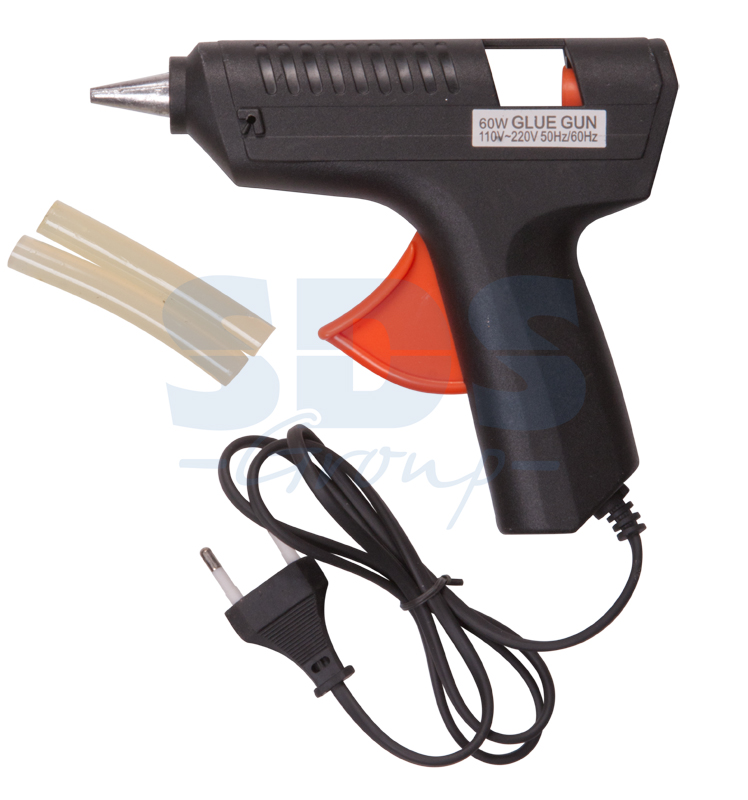 60W GLUE GUN
110V~220V 50Hz/60Hz
SDS
Group